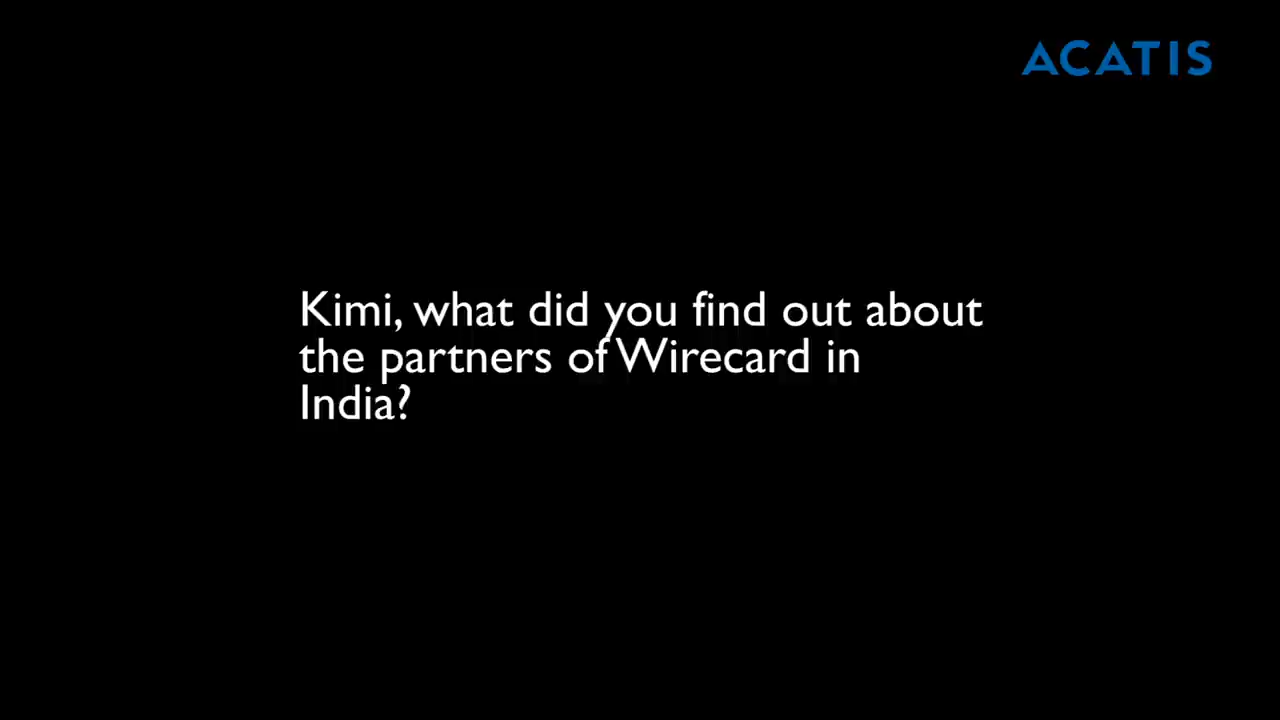 ACATIS
Kimi, what did you find out about
the partners of Wirecard in
India?